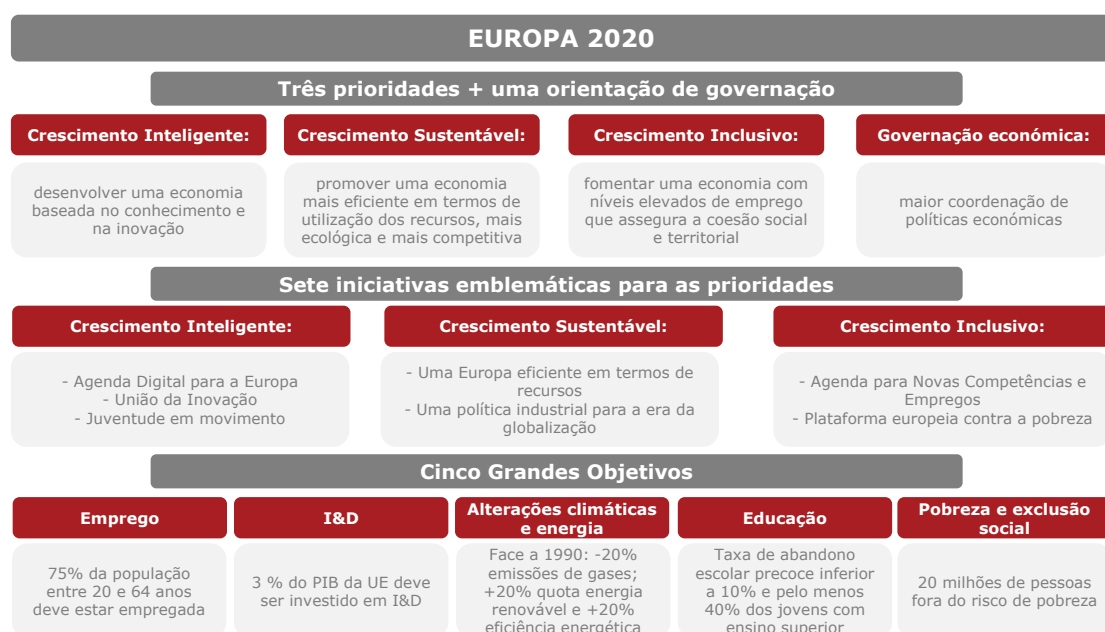 EUROPA 2020
Três prioridades + uma orientação de governação
Crescimento Inteligente:
desenvolver uma economia
baseada no conhecimento e
na inovação
Crescimento Sustentável:
promover uma economia
mais eficiente em termos de
utilização dos recursos, mais
ecológica e mais competitiva
Crescimento Inclusivo:
fomentar uma economia com
níveis elevados de emprego
que assegura a coesão social
e territorial
Governação económica:
maior coordenação de
políticas económicas
Sete iniciativas emblemáticas para as prioridades
Crescimento Inteligente:
- Agenda Digital para a Europa
- União da Inovação
- Juventude em movimento
Crescimento Sustentável:
- Uma Europa eficiente em termos de
recursos
- Uma política industrial para a era da
globalização
Crescimento Inclusivo:
- Agenda para Novas Competências e
Empregos
- Plataforma europeia contra a pobreza
Cinco Grandes Objetivos
Emprego
75% da população
entre 20 e 64 anos
deve estar empregada
I&D
3 % do PIB da UE deve
ser investido em I&D
Alterações climáticas
e energia
Face a 1990: -20%
emissões de gases;
+20% quota energia
renovável e +20%
eficiência energética
Educação
Taxa de abandono
escolar precoce inferior
a 10% e pelo menos
40% dos jovens com
ensino superior
Pobreza e exclusão
social
20 milhões de pessoas
fora do risco de pobreza